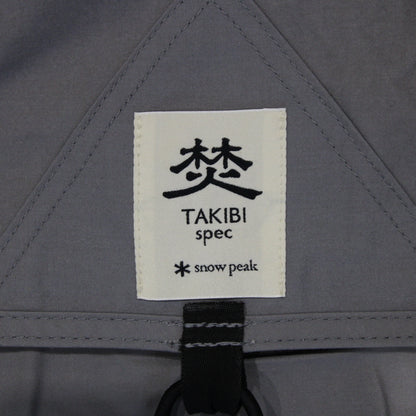 焚
TAKIBI
spec
* snow peak